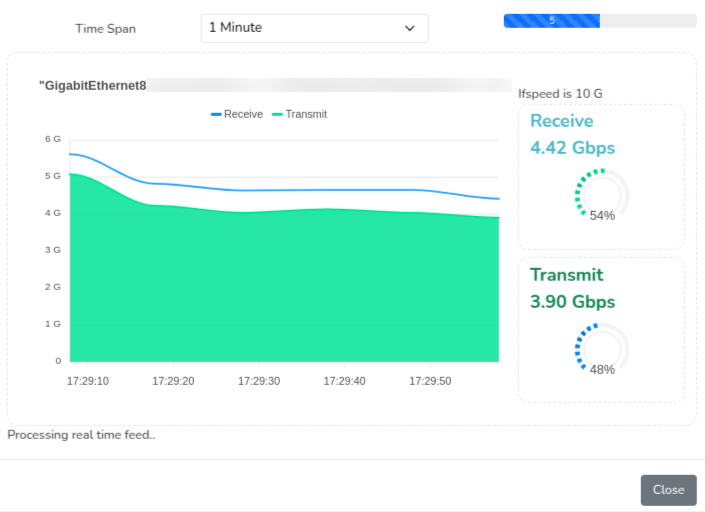 Time Span
1 Minute
5
"GigabitEthernet8
Ifspeed is 10 G
Receive
Transmit
Receive
4.42 Gbps
54%
Transmit
3.90 Gbps
48%
6 G
5 G
4 G
3 G
2 G
1 G
0
17:29:10
17:29:20
17:29:30
17:29:40
17:29:50
Processing real time feed..
Close